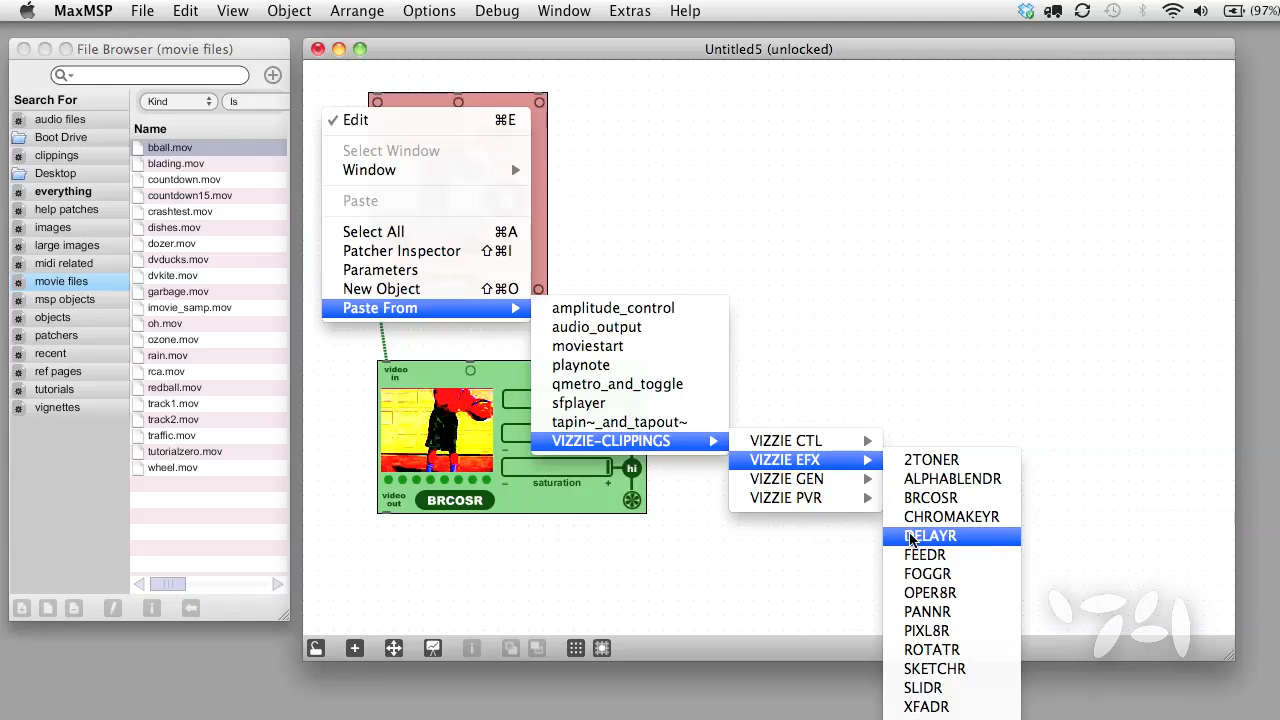 MaxMSP File Edit View Object Arrange Options Debug Window Extras Help (97%)
File Browser (movie files)
Search For
audio files
Boot Drive
clippings
Desktop
everything
help patches
images
large images
midi related
movie files
msp objects
objects
patchers
recent
ref pages
tutorials
vignettes
Kind Is
Name
bball.mov
blading.mov
countdown.mov
countdown15.mov
crashtest.mov
dishes.mov
dozer.mov
dvducks.mov
dvkite.mov
garbage.mov
imovie_samp.mov
oh.mov
ozone.mov
rain.mov
rca.mov
redball.mov
track1.mov
track2.mov
traffic.mov
tutorialzero.mov
wheel.mov
Untitled5 (unlocked)
✓ Edit ⌘E
Select Window
Window
Paste
Select All ⌘A
Patcher Inspector ⇧⌘I
Parameters
New Object ⇧⌘O
Paste From
amplitude_control
audio_output
moviestart
playnote
qmetro_and_toggle
sfplayer
tapin~_and_tapout~
VIZZIE-CLIPPINGS
VIZZIE CTL
VIZZIE EFX
VIZZIE GEN
VIZZIE PVR
2TONER
ALPHABLENDR
BRCOSR
CHROMAKEYR
DELAYR
FEEDR
FOGGR
OPER8R
PANNR
PIXL8R
ROTATR
SKETCHR
SLIDR
XFADR
video
in
hi
− saturation +
video
out
BRCOSR